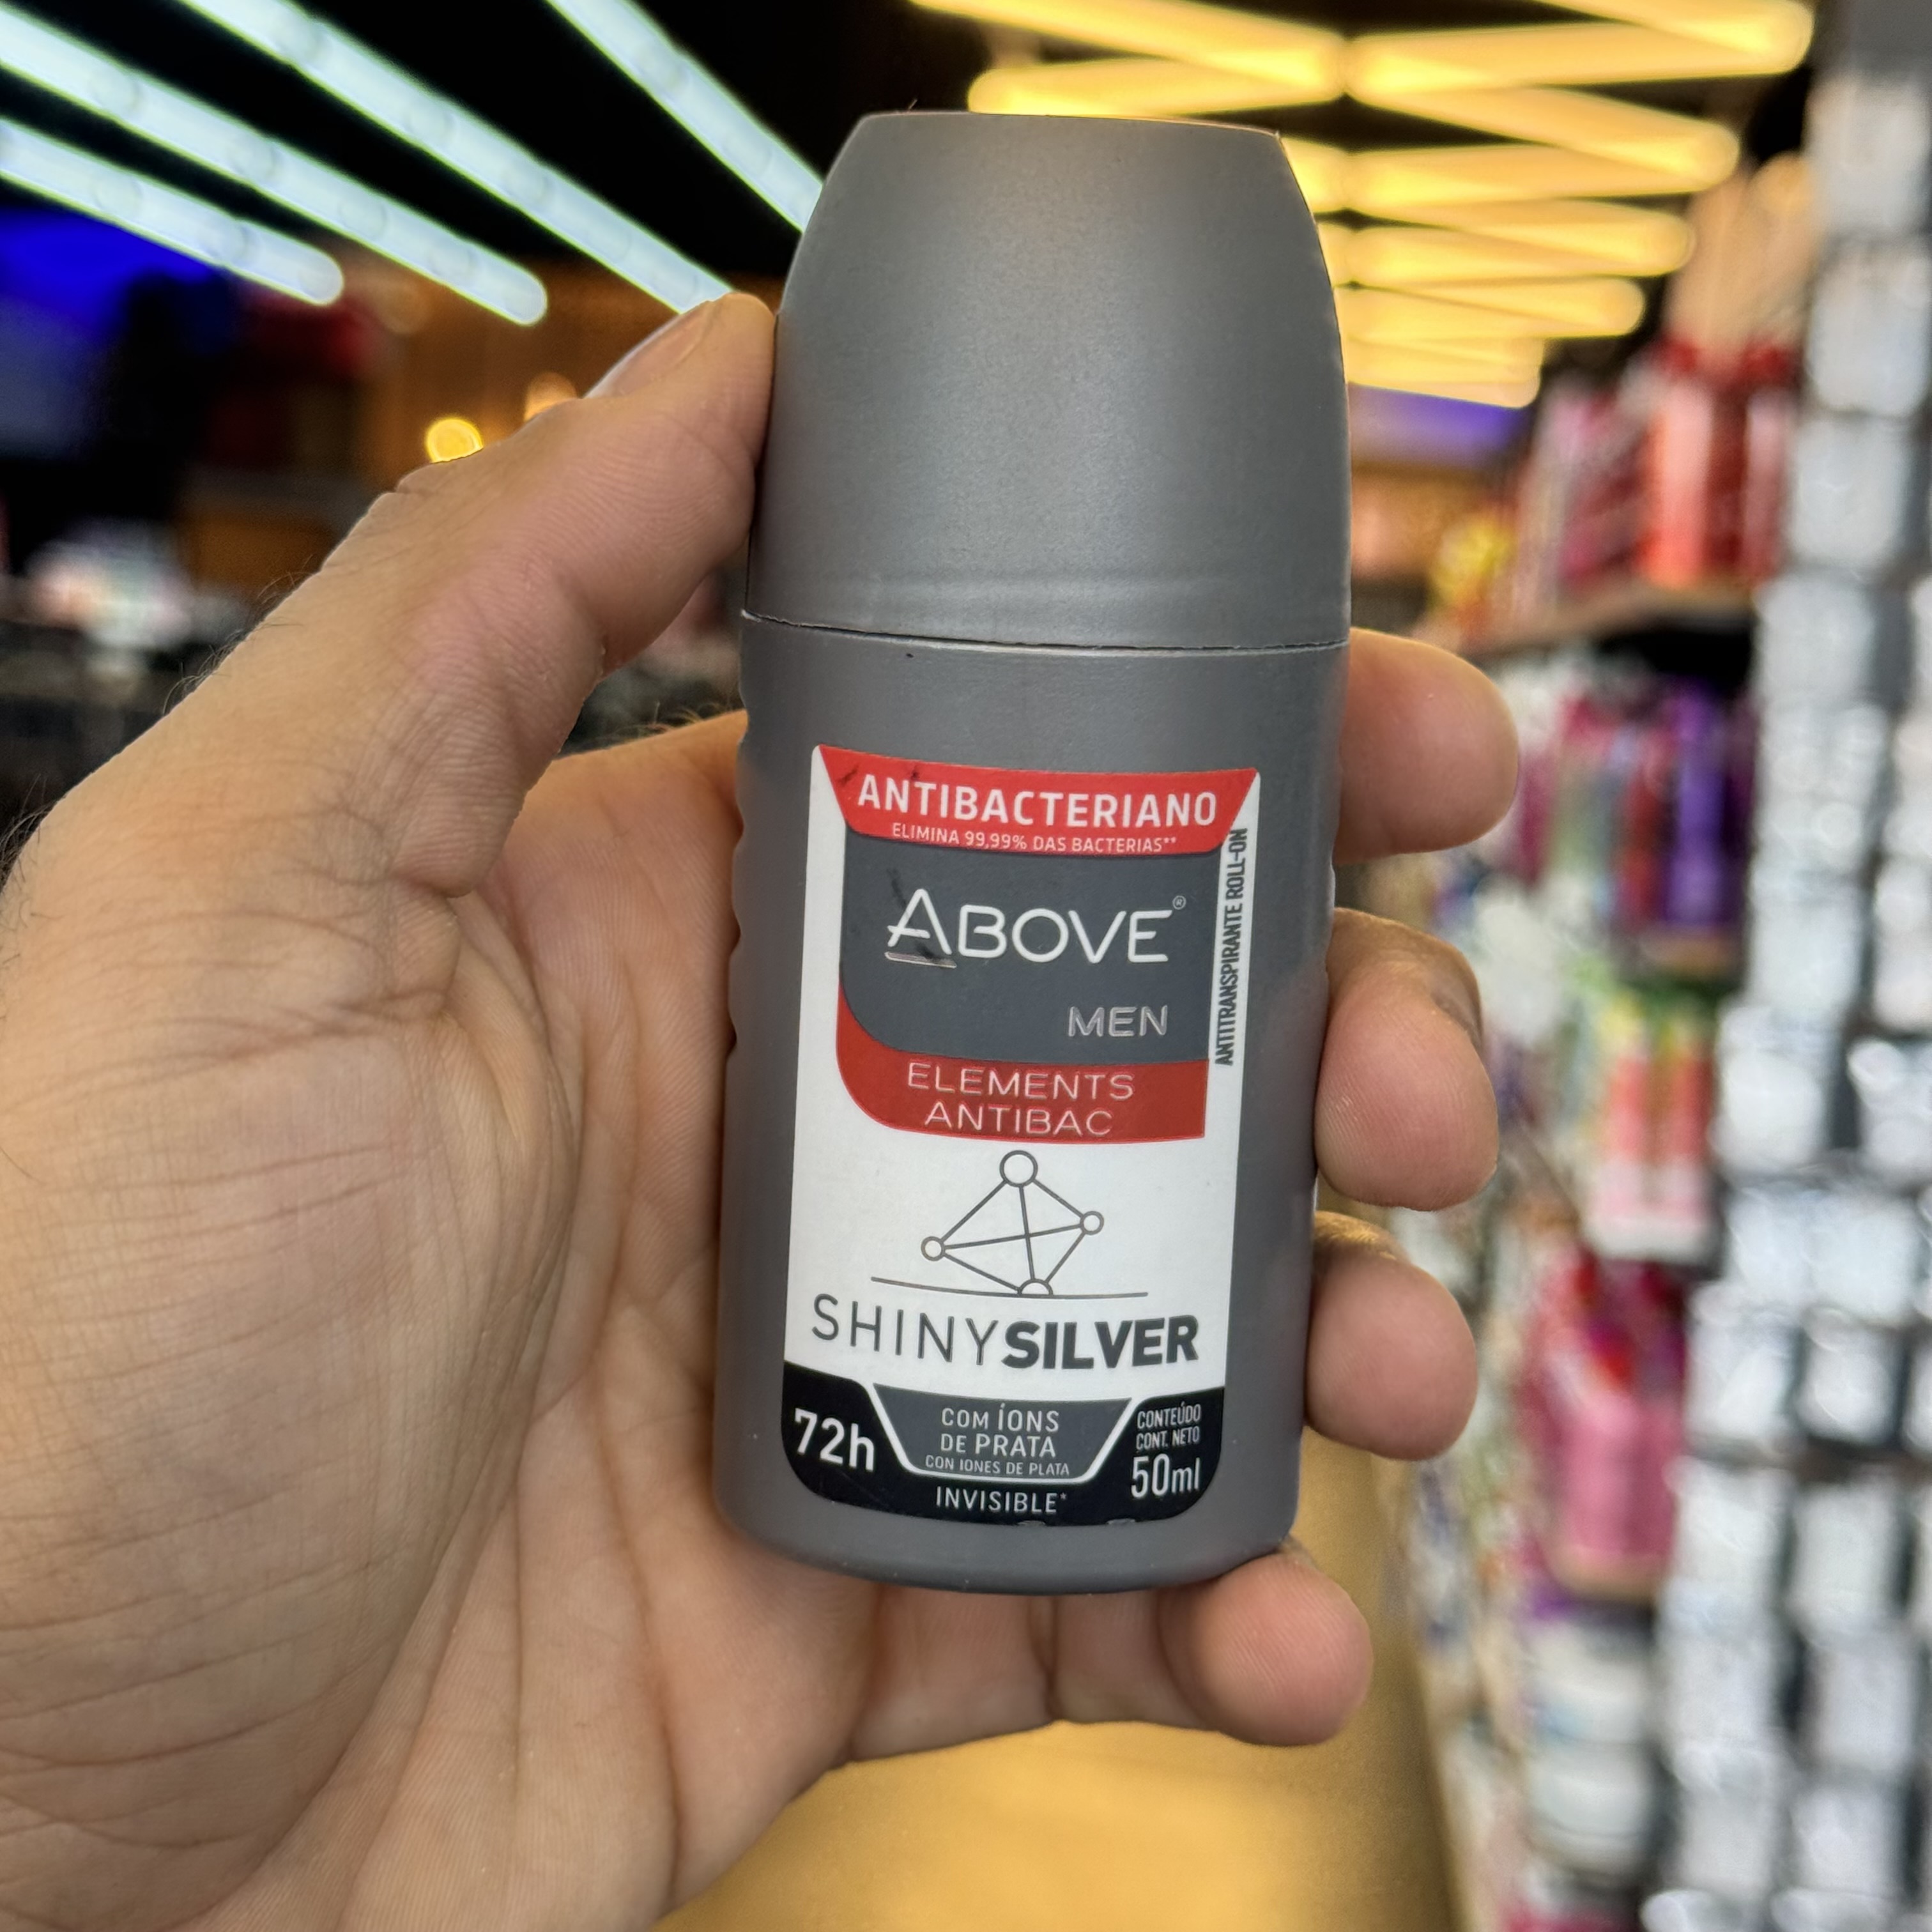 ANTIBACTERIANO
ELIMINA 99,99% DAS BACTERIAS**
ABOVE®
MEN
ANTITRANSPIRANTE ROLL-ON
ELEMENTS
ANTIBAC
SHINYSILVER
72h
COM ÍONS
DE PRATA
CON IONES DE PLATA
INVISIBLE*
CONTEÚDO
CONT. NETO
50ml